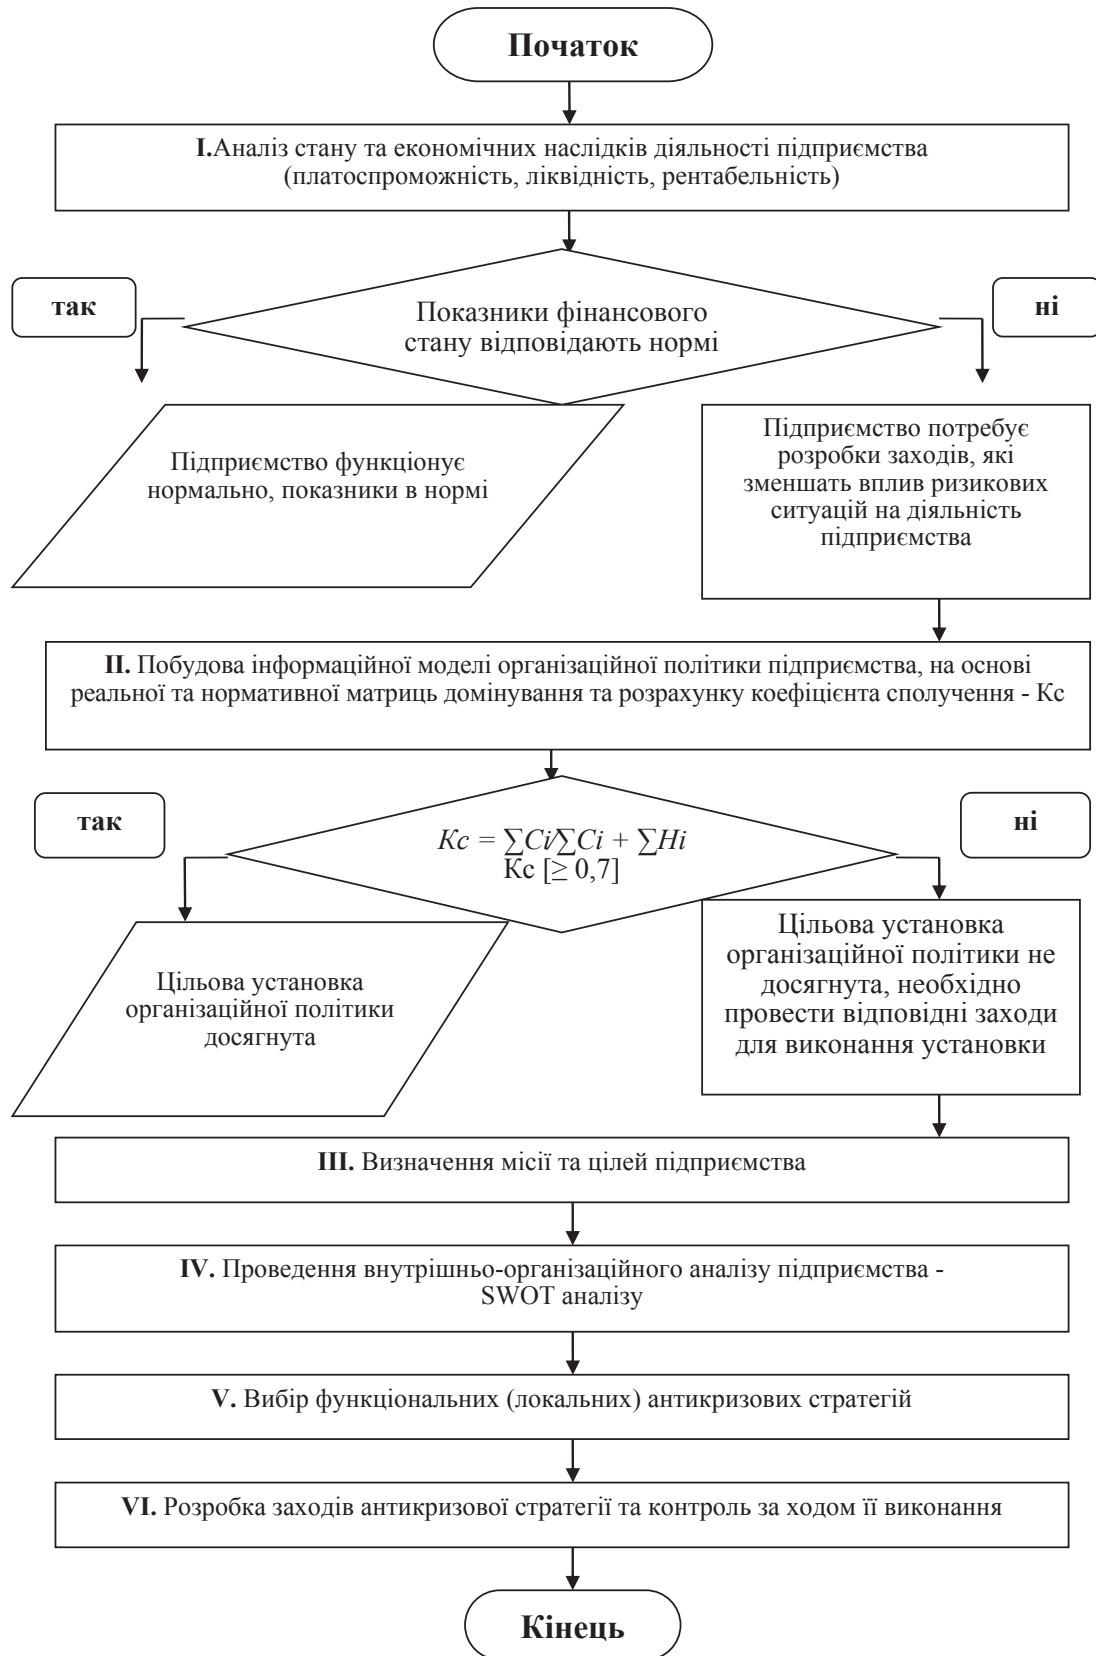 Початок
I.Аналіз стану та економічних наслідків діяльності підприємства
(платоспроможність, ліквідність, рентабельність)
так
ні
Показники фінансового
стану відповідають нормі
Підприємство функціонує
нормально, показники в нормі
Підприємство потребує
розробки заходів, які
зменшать вплив ризикових
ситуацій на діяльність
підприємства
II. Побудова інформаційної моделі організаційної політики підприємства, на основі
реальної та нормативної матриць домінування та розрахунку коефіцієнта сполучення - Кс
так
ні
Kc = ∑Ci/∑Ci + ∑Hi
Кс [≥ 0,7]
Цільова установка
організаційної політики
досягнута
Цільова установка
організаційної політики не
досягнута, необхідно
провести відповідні заходи
для виконання установки
III. Визначення місії та цілей підприємства
IV. Проведення внутрішньо-організаційного аналізу підприємства -
SWOT аналізу
V. Вибір функціональних (локальних) антикризових стратегій
VI. Розробка заходів антикризової стратегії та контроль за ходом її виконання
Кінець